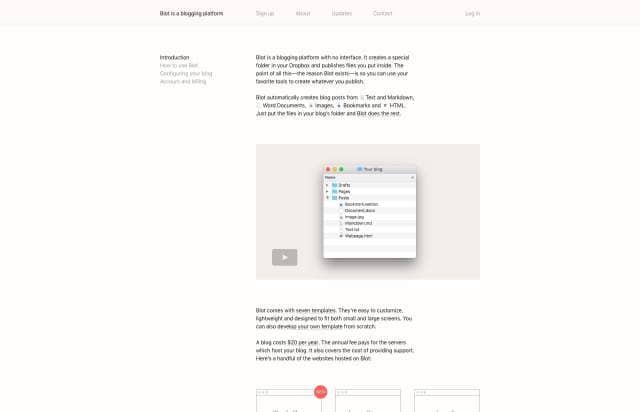 Blot is a blogging platform
Sign up
About
Updates
Contact
Log in
Introduction
How to use Blot
Configuring your blog
Account and billing
Blot is a blogging platform with no interface. It creates a special
folder in your Dropbox and publishes files you put inside. The
point of all this—the reason Blot exists—is so you can use your
favorite tools to create whatever you publish.
Blot automatically creates blog posts from Text and Markdown,
Word Documents, Images, Bookmarks and HTML.
Just put the files in your blog's folder and Blot does the rest.
Your blog
Name
Drafts
Pages
Posts
Bookmark.webloc
Document.docx
Image.jpg
Markdown.md
Text.txt
Webpage.html
Blot comes with seven templates. They're easy to customize,
lightweight and designed to fit both small and large screens. You
can also develop your own template from scratch.
A blog costs $20 per year. The annual fee pays for the servers
which host your blog. It also covers the cost of providing support.
Here's a handful of the websites hosted on Blot: